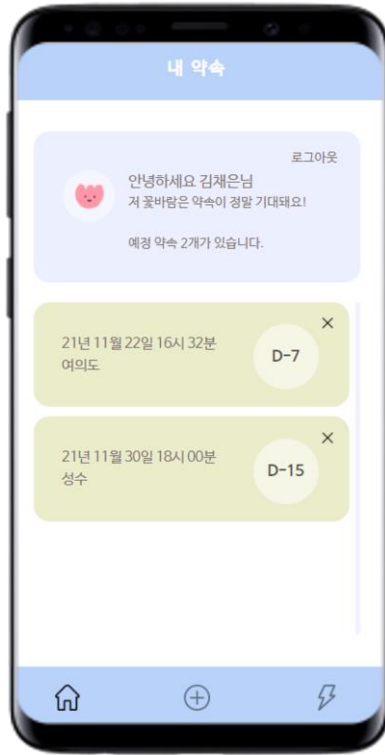 내 약속
로그아웃
안녕하세요 김채은님
저 꽃바람은 약속이 정말 기대돼요!
예정 약속 2개가 있습니다.
21년 11월 22일 16시 32분
여의도
D-7
21년 11월 30일 18시 00분
성수
D-15